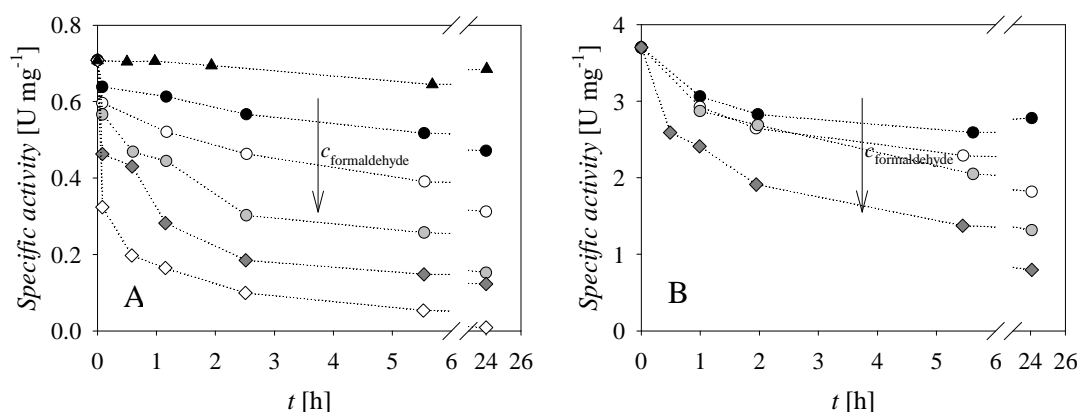 Specific activity [U mg-1]
0.8
0.6
0.4
0.2
0.0
A
cformaldehyde
0 1 2 3 4 5 6 24 26
t [h]
Specific activity [U mg-1]
4
3
2
1
0
B
cformaldehyde
0 1 2 3 4 5 6 24 26
t [h]